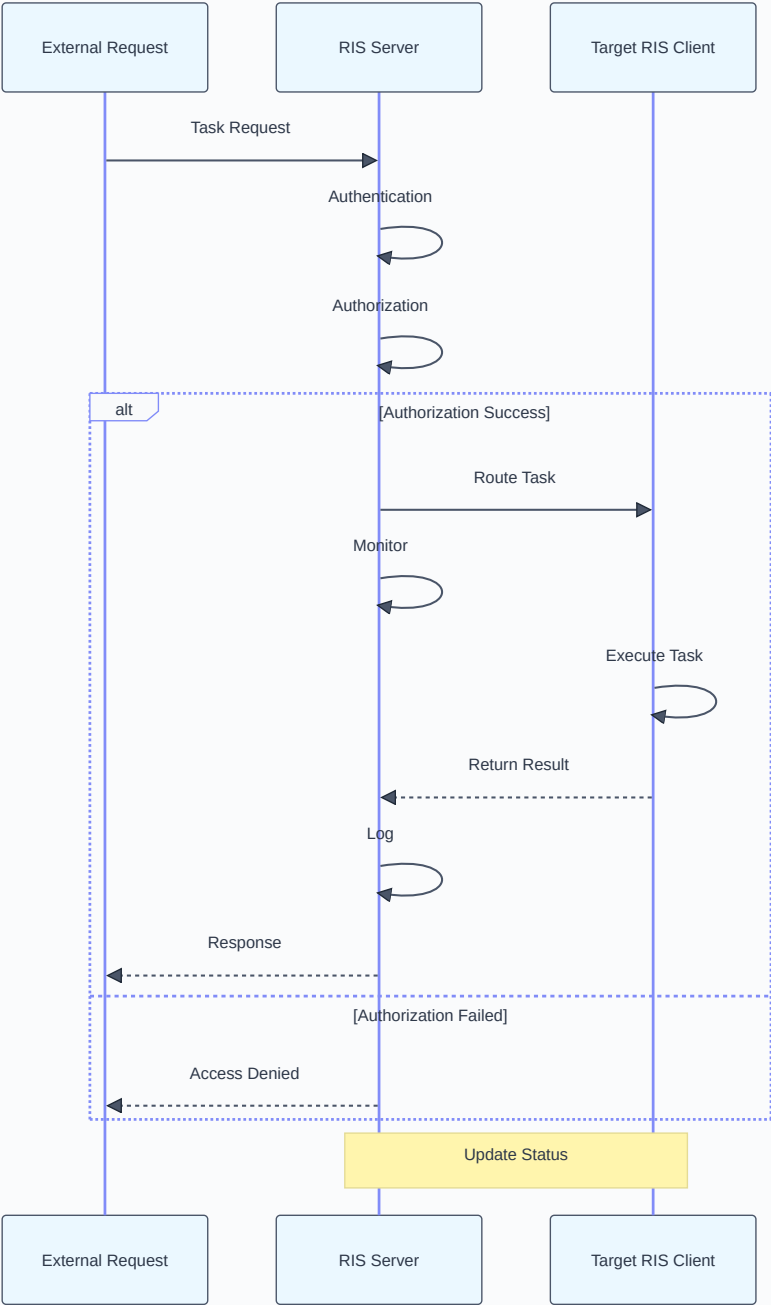 External Request
RIS Server
Target RIS Client
Task Request
Authentication
Authorization
alt
[Authorization Success]
Route Task
Monitor
Execute Task
Return Result
Log
Response
[Authorization Failed]
Access Denied
Update Status
External Request
RIS Server
Target RIS Client